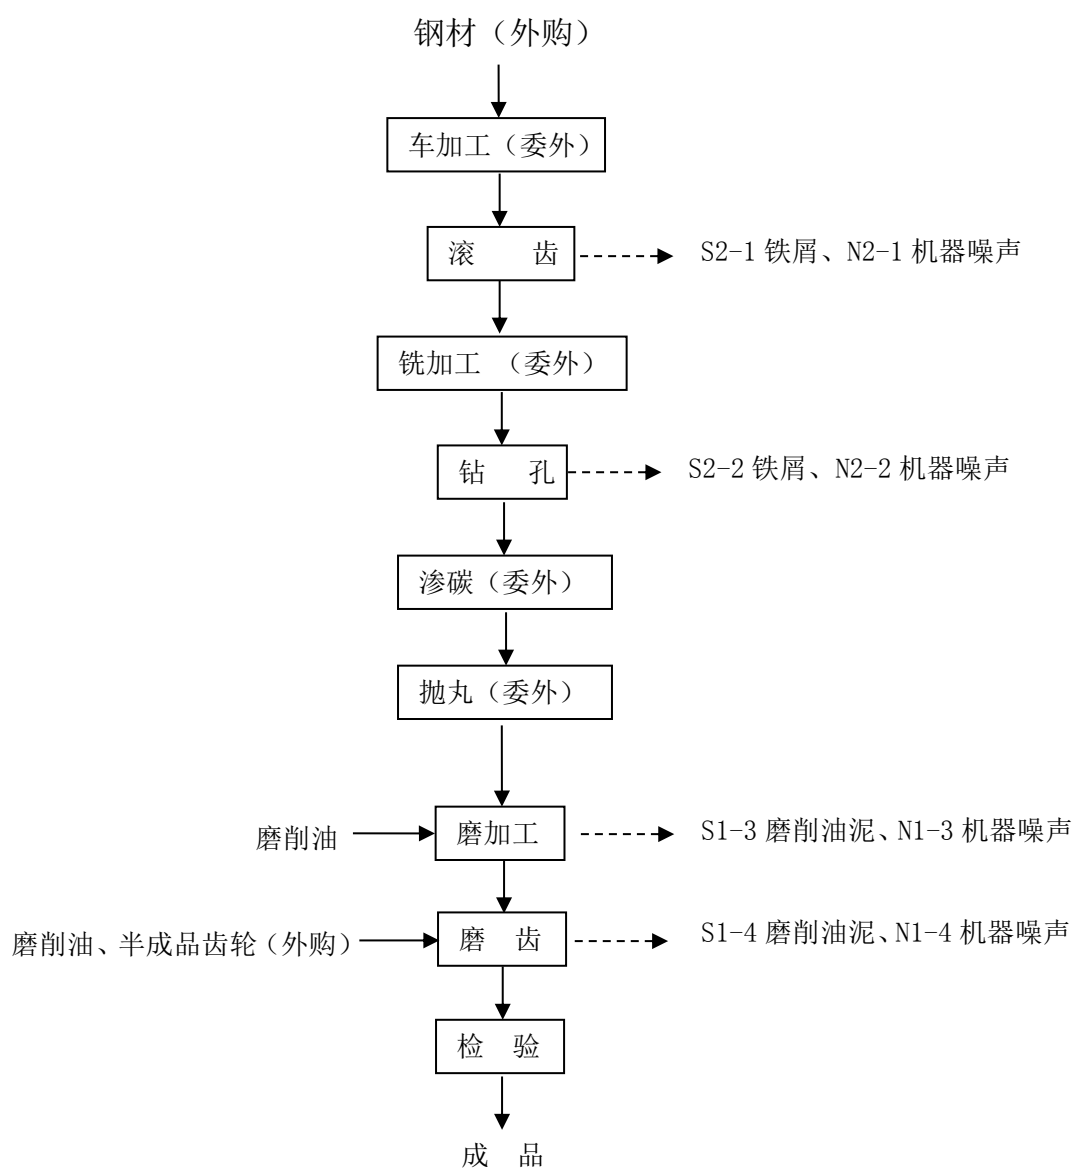 钢材（外购）
车加工（委外）
滚 齿
S2-1 铁屑、N2-1 机器噪声
铣加工 （委外）
钻 孔
S2-2 铁屑、N2-2 机器噪声
渗碳（委外）
抛丸（委外）
磨削油
磨加工
S1-3 磨削油泥、N1-3 机器噪声
磨削油、半成品齿轮（外购）
磨 齿
S1-4 磨削油泥、N1-4 机器噪声
检 验
成 品